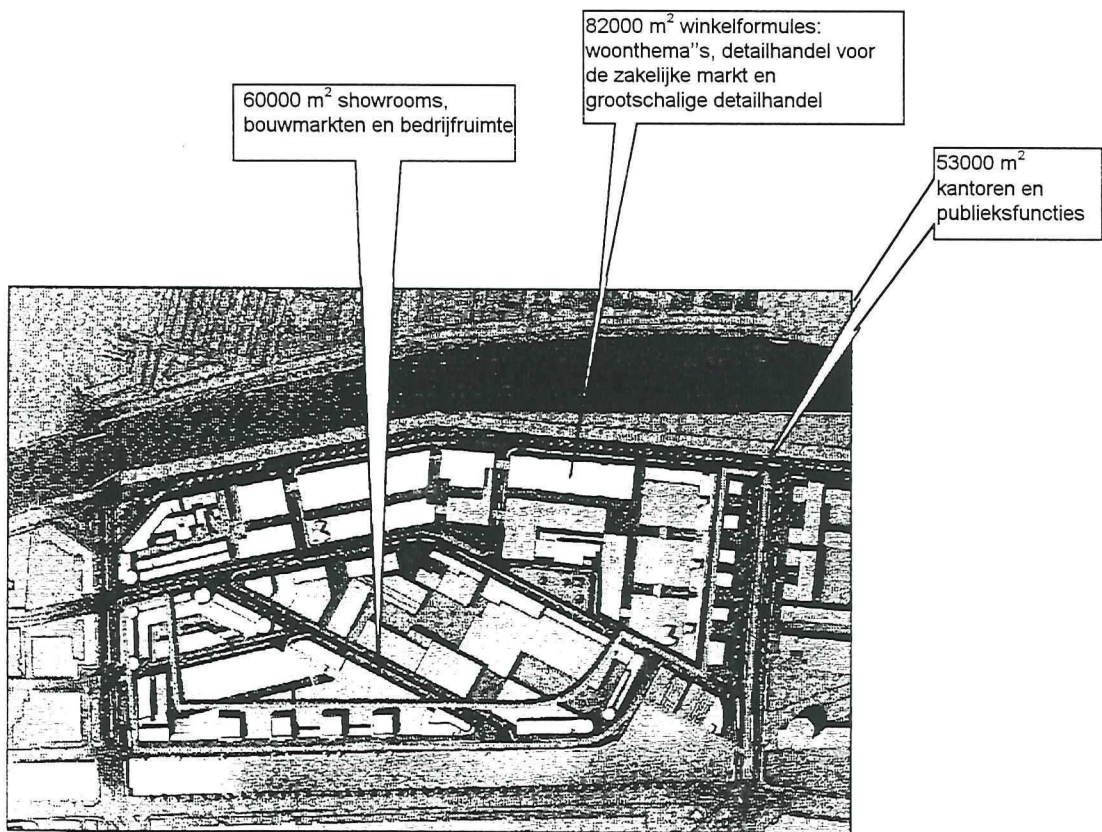 82000 m² winkelformules:
woonthema"s, detailhandel voor
de zakelijke markt en
grootschalige detailhandel
60000 m² showrooms,
bouwmarkten en bedrijfruimte
53000 m²
kantoren en
publieksfuncties